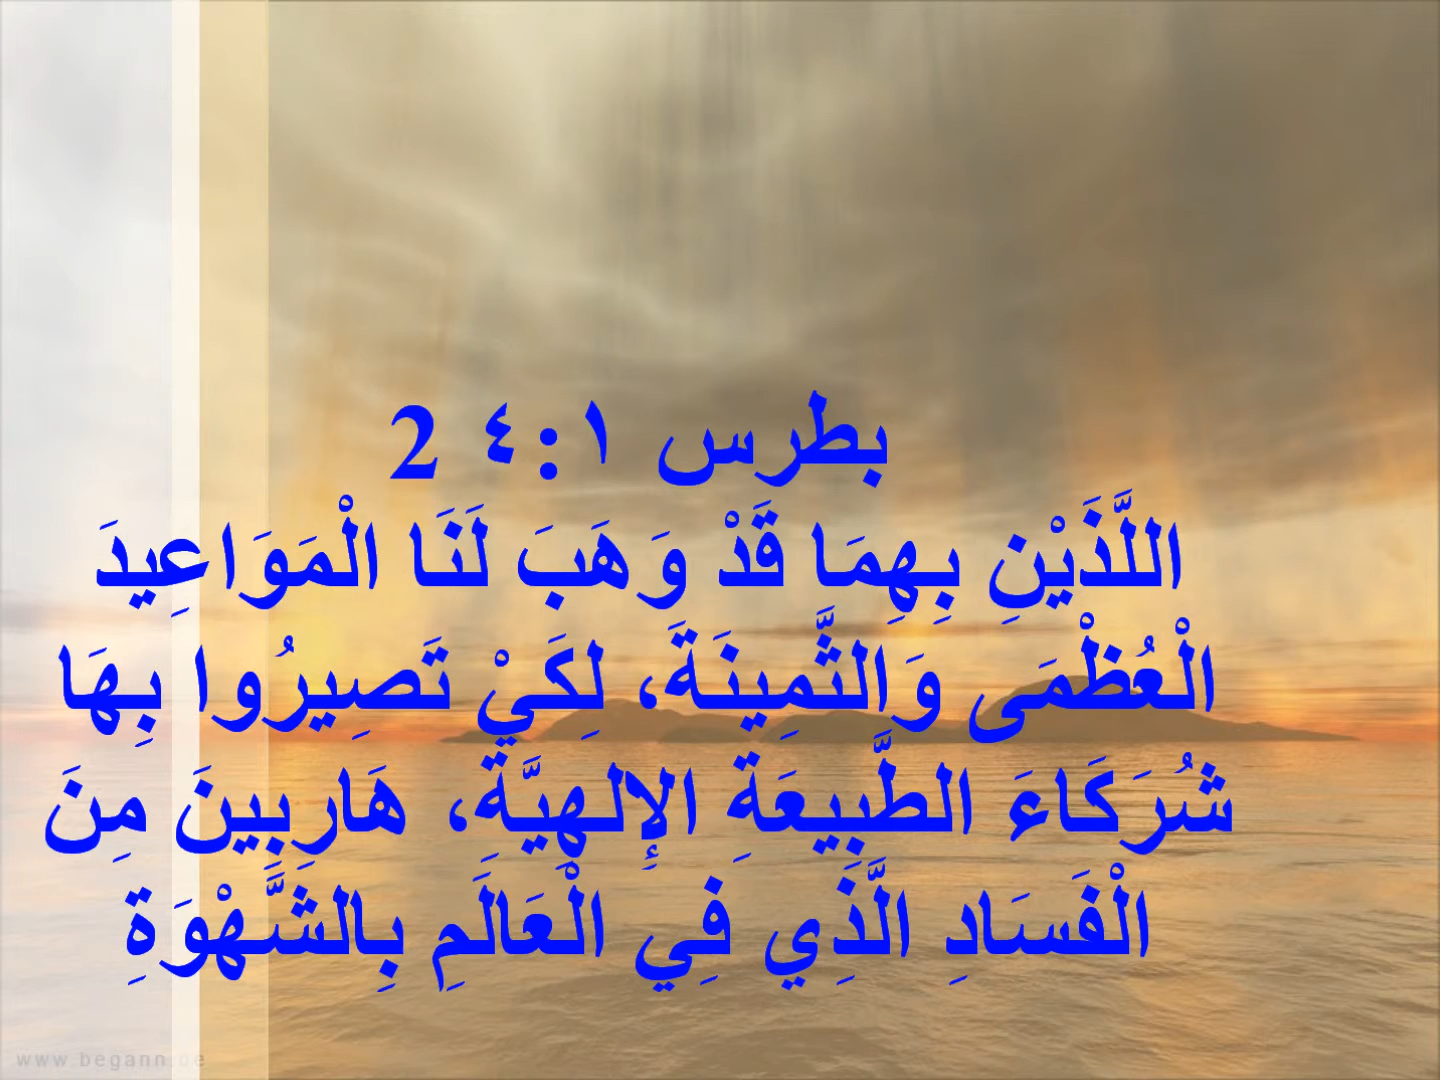 بطرس ١:٤ 2
اللَّذَيْنِ بِهِمَا قَدْ وَهَبَ لَنَا الْمَوَاعِيدَ
الْعُظْمَى وَالثَّمِينَةَ، لِكَيْ تَصِيرُوا بِهَا
شُرَكَاءَ الطَّبِيعَةِ الإِلهِيَّةِ، هَارِبِينَ مِنَ
الْفَسَادِ الَّذِي فِي الْعَالَمِ بِالشَّهْوَةِ